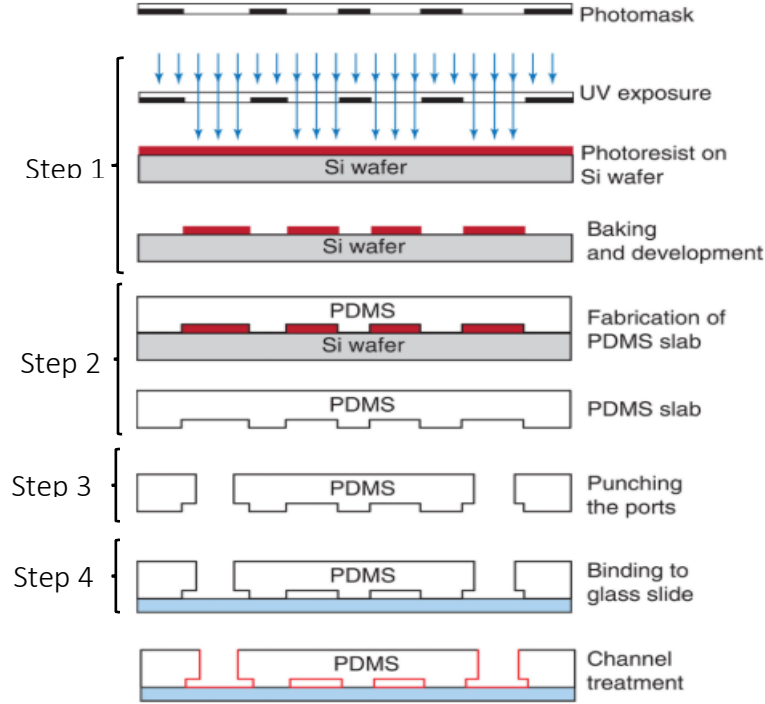 Photomask
UV exposure
Step 1
Photoresist on
Si wafer
Si wafer
Baking
and development
Si wafer
Step 2
PDMS
Si wafer
Fabrication of
PDMS slab
PDMS
PDMS slab
Step 3
PDMS
Punching
the ports
Step 4
PDMS
Binding to
glass slide
PDMS
Channel
treatment